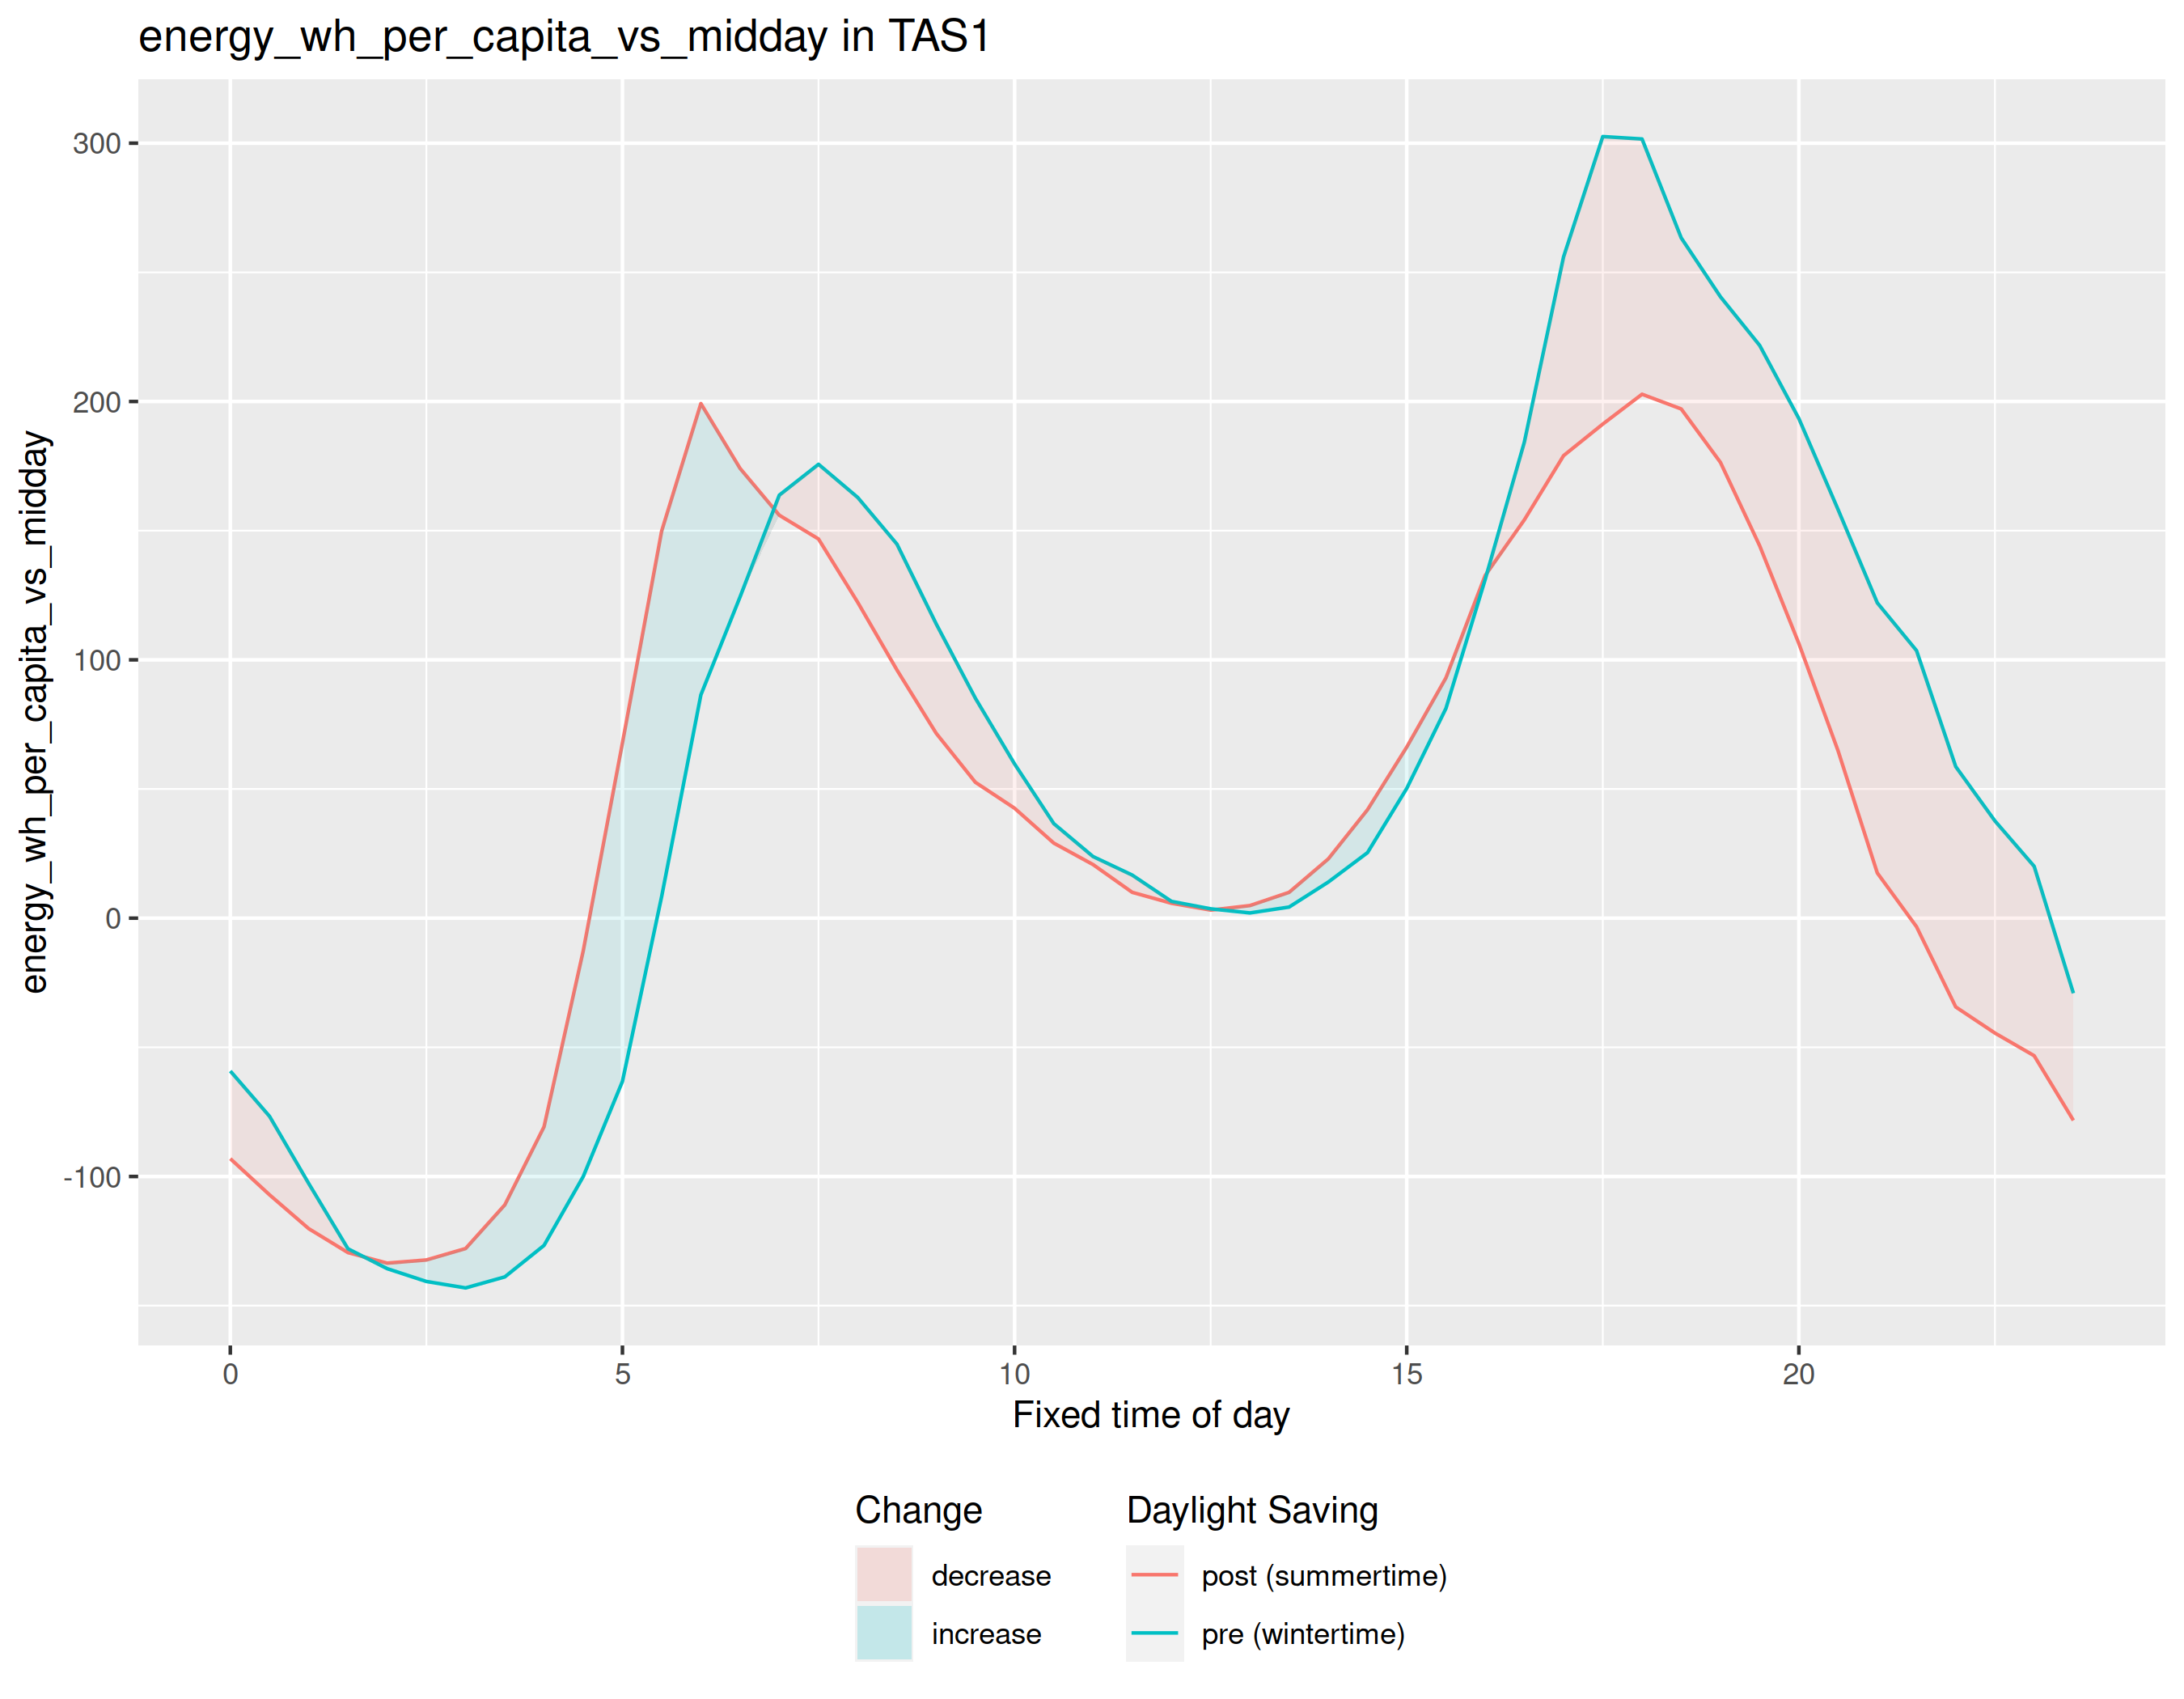 energy_wh_per_capita_vs_midday in TAS1
energy_wh_per_capita_vs_midday
300
200
100
0
-100
0 5 10 15 20
Fixed time of day
Change
decrease
increase
Daylight Saving
post (summertime)
pre (wintertime)